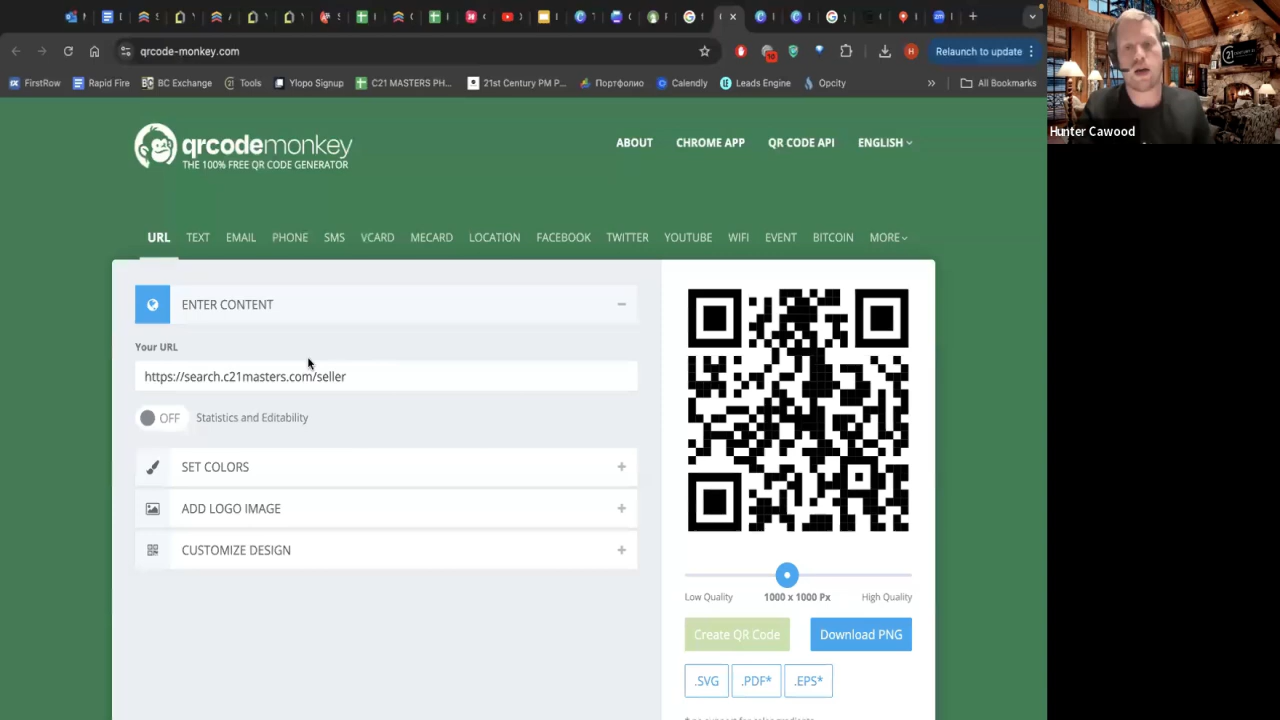 qrcode-monkey.com
H
Relaunch to update
FirstRow
Rapid Fire
BC Exchange
Tools
Ylopo Signup
C21 MASTERS PH...
21st Century PM P...
Портфолио
Calendly
Leads Engine
Opcity
»
All Bookmarks
Hunter Cawood
qrcodemonkey
THE 100% FREE QR CODE GENERATOR
ABOUT
CHROME APP
QR CODE API
ENGLISH
URL
TEXT
EMAIL
PHONE
SMS
VCARD
MECARD
LOCATION
FACEBOOK
TWITTER
YOUTUBE
WIFI
EVENT
BITCOIN
MORE
ENTER CONTENT
Your URL
https://search.c21masters.com/seller
OFF
Statistics and Editability
SET COLORS
ADD LOGO IMAGE
CUSTOMIZE DESIGN
Low Quality
1000 x 1000 Px
High Quality
Create QR Code
Download PNG
.SVG
.PDF*
.EPS*